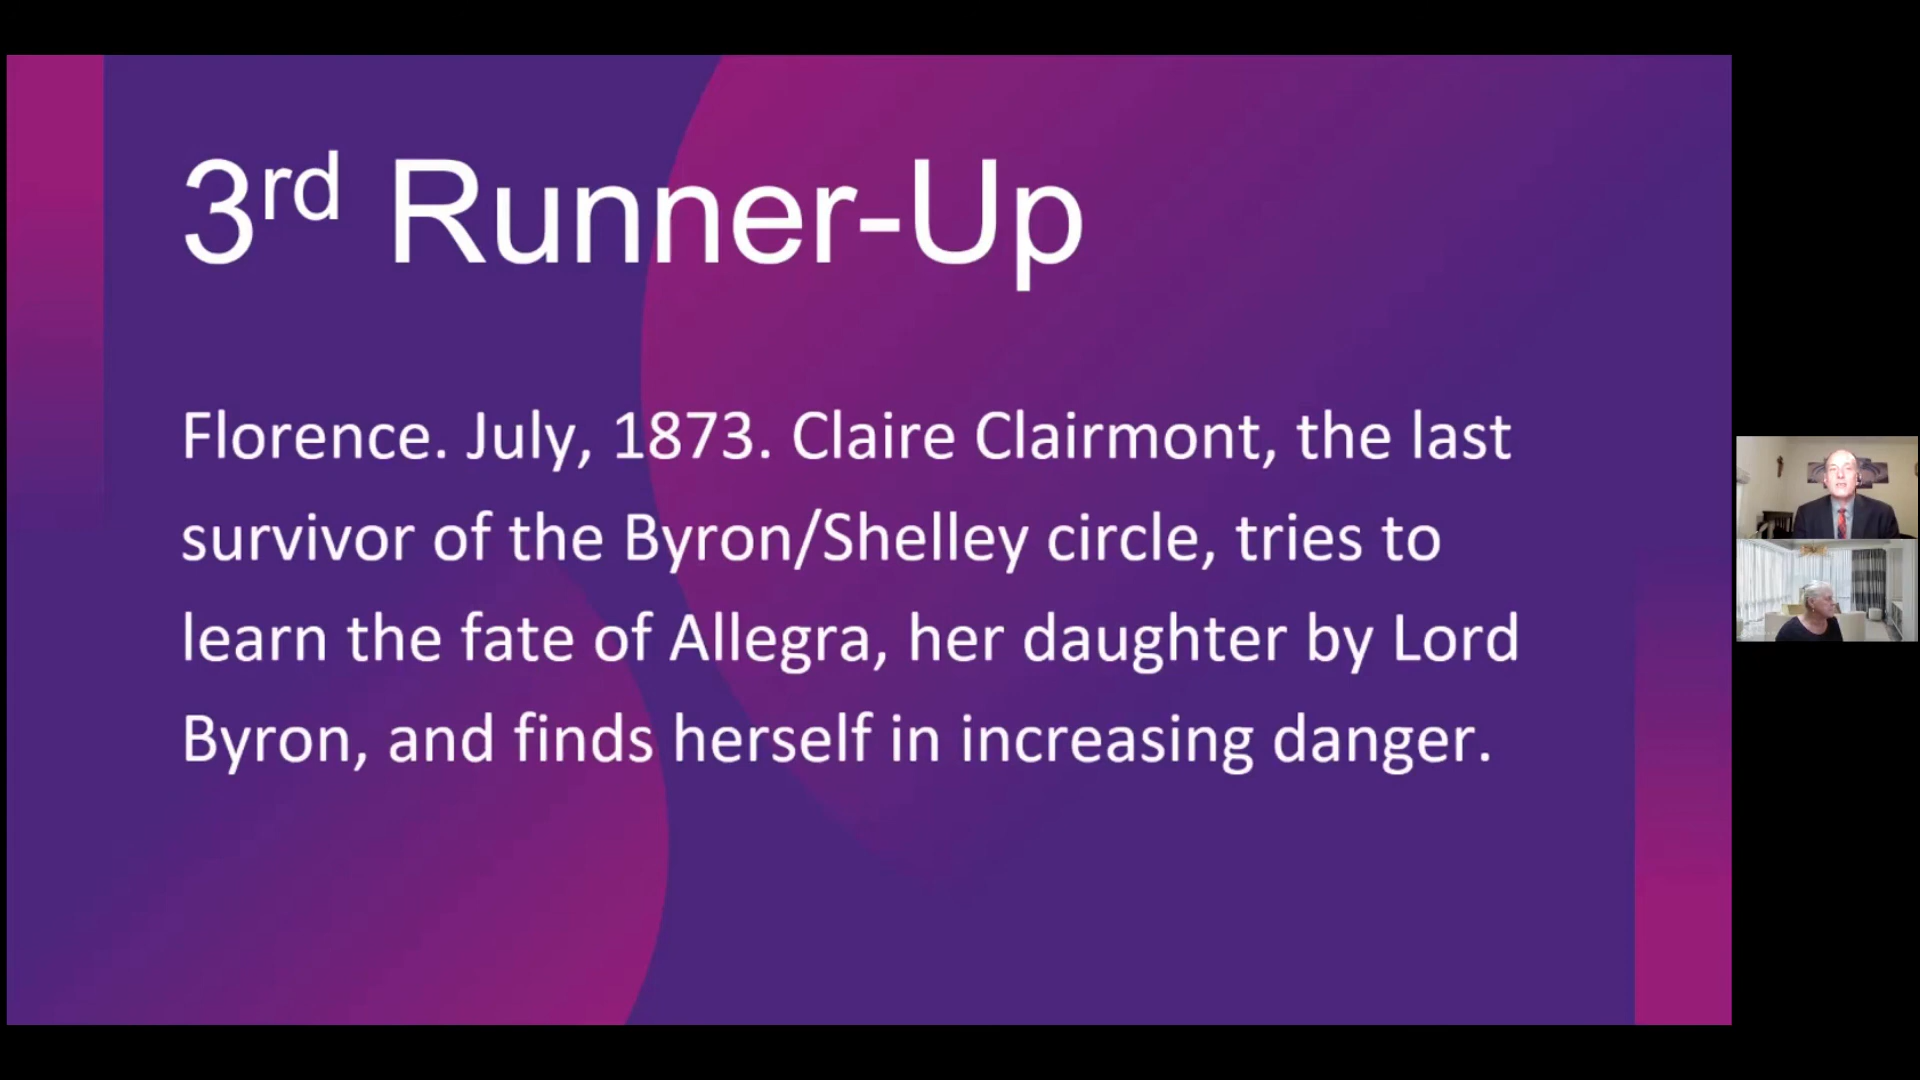 3rd Runner-Up
Florence. July, 1873. Claire Clairmont, the last
survivor of the Byron/Shelley circle, tries to
learn the fate of Allegra, her daughter by Lord
Byron, and finds herself in increasing danger.